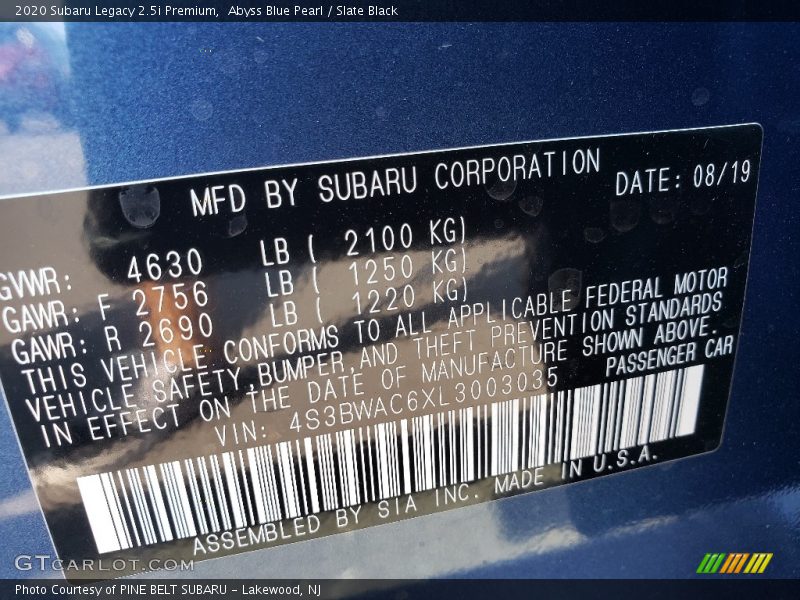 2020 Subaru Legacy 2.5i Premium,  Abyss Blue Pearl / Slate Black
MFD BY SUBARU CORPORATION DATE: 08/19
GVWR: 4630 LB ( 2100 KG)
GAWR: F 2756 LB ( 1250 KG)
GAWR: R 2690 LB ( 1220 KG)
THIS VEHICLE CONFORMS TO ALL APPLICABLE FEDERAL MOTOR
VEHICLE SAFETY,BUMPER,AND THEFT PREVENTION STANDARDS
IN EFFECT ON THE DATE OF MANUFACTURE SHOWN ABOVE.
VIN: 4S3BWAC6XL3003035 PASSENGER CAR
ASSEMBLED BY SIA INC. MADE IN U.S.A.
GTCARLOT.COM
Photo Courtesy of PINE BELT SUBARU - Lakewood, NJ